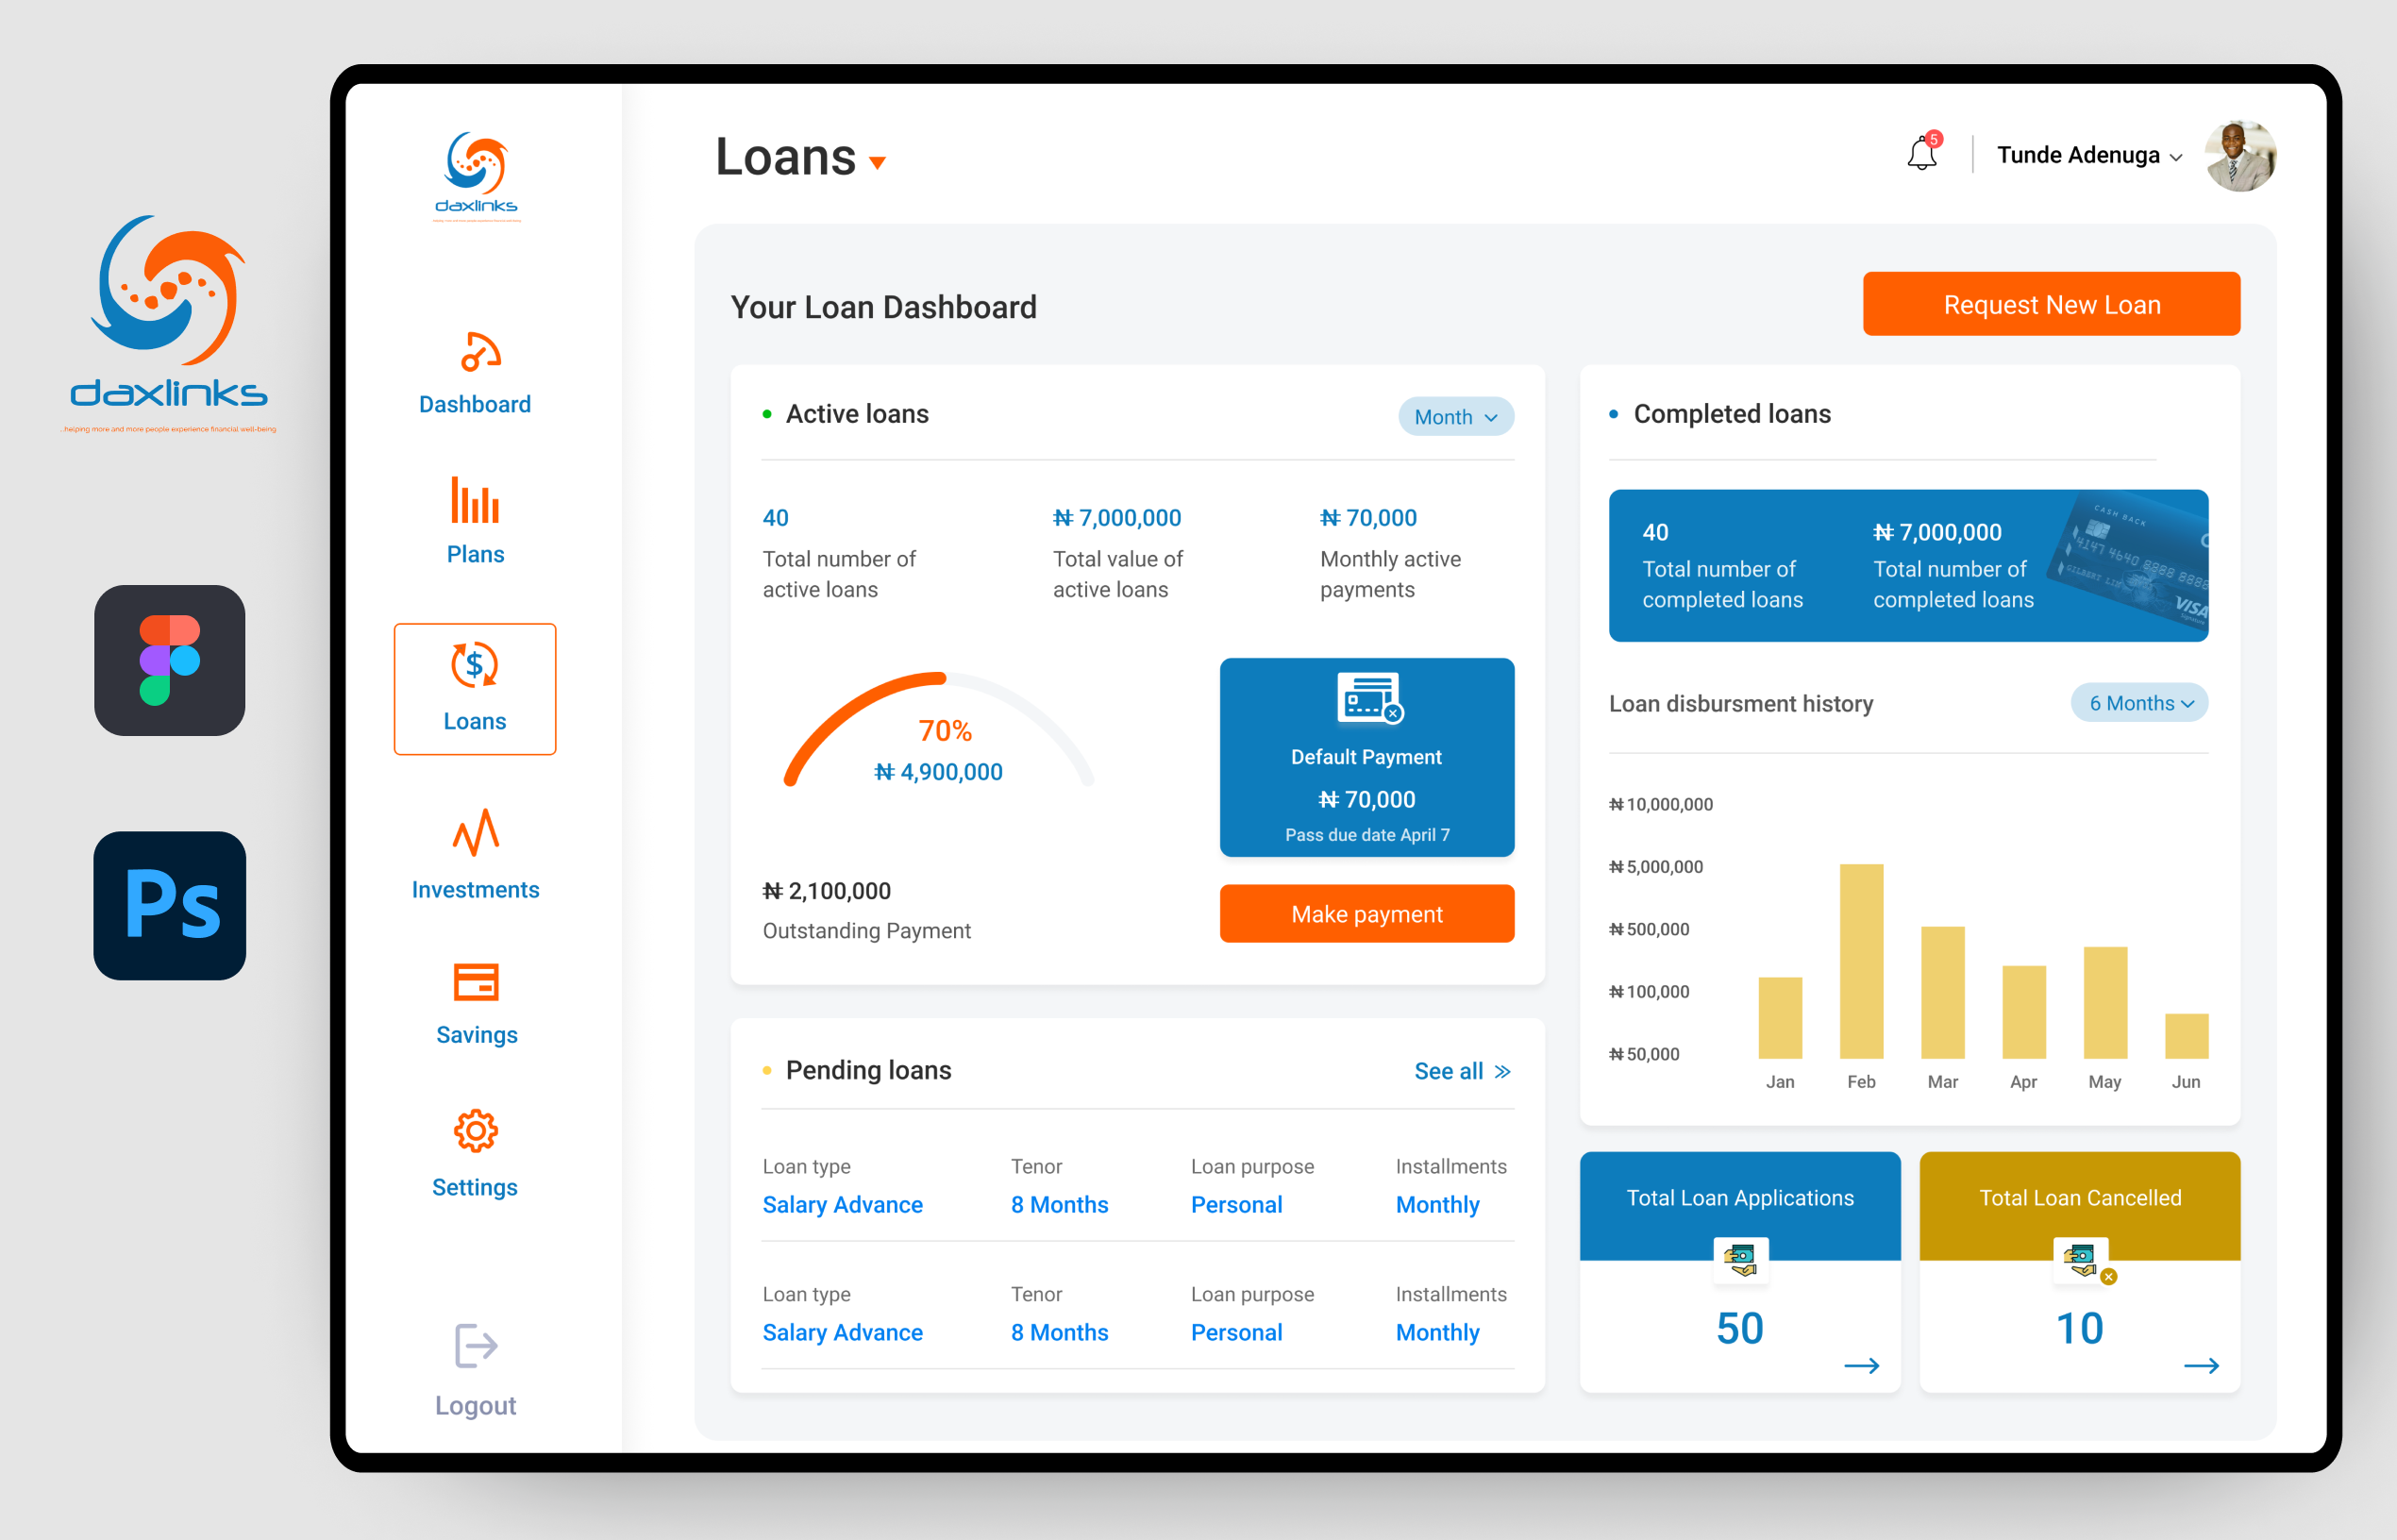 daxlinks
..helping more and more people experience financial well-being
Ps
daxlinks
Dashboard
Plans
$
Loans
Investments
Savings
Settings
Logout
Loans
5
Tunde Adenuga
Your Loan Dashboard
Request New Loan
Active loans
Month
40
₦ 7,000,000
₦ 70,000
Total number of
active loans
Total value of
active loans
Monthly active
payments
70%
₦ 4,900,000
Default Payment
₦ 70,000
Pass due date April 7
₦ 2,100,000
Outstanding Payment
Make payment
Pending loans
See all
Loan type
Tenor
Loan purpose
Installments
Salary Advance
8 Months
Personal
Monthly
Loan type
Tenor
Loan purpose
Installments
Salary Advance
8 Months
Personal
Monthly
Completed loans
40
Total number of
completed loans
₦ 7,000,000
Total number of
completed loans
CASH BACK
4147 4640 8888 8888
VISA
Loan disbursment history
6 Months
₦ 10,000,000
₦ 5,000,000
₦ 500,000
₦ 100,000
₦ 50,000
Jan
Feb
Mar
Apr
May
Jun
Total Loan Applications
50
Total Loan Cancelled
10